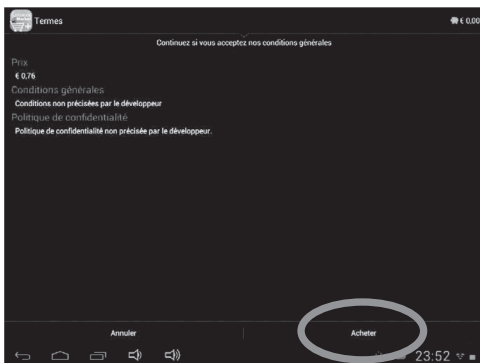 Termes
€ 0,00
Continuez si vous acceptez nos conditions générales
Prix
€ 0,76
Conditions générales
Conditions non précisées par le développeur
Politique de confidentialité
Politique de confidentialité non précisée par le développeur.
Annuler
Acheter
23:52